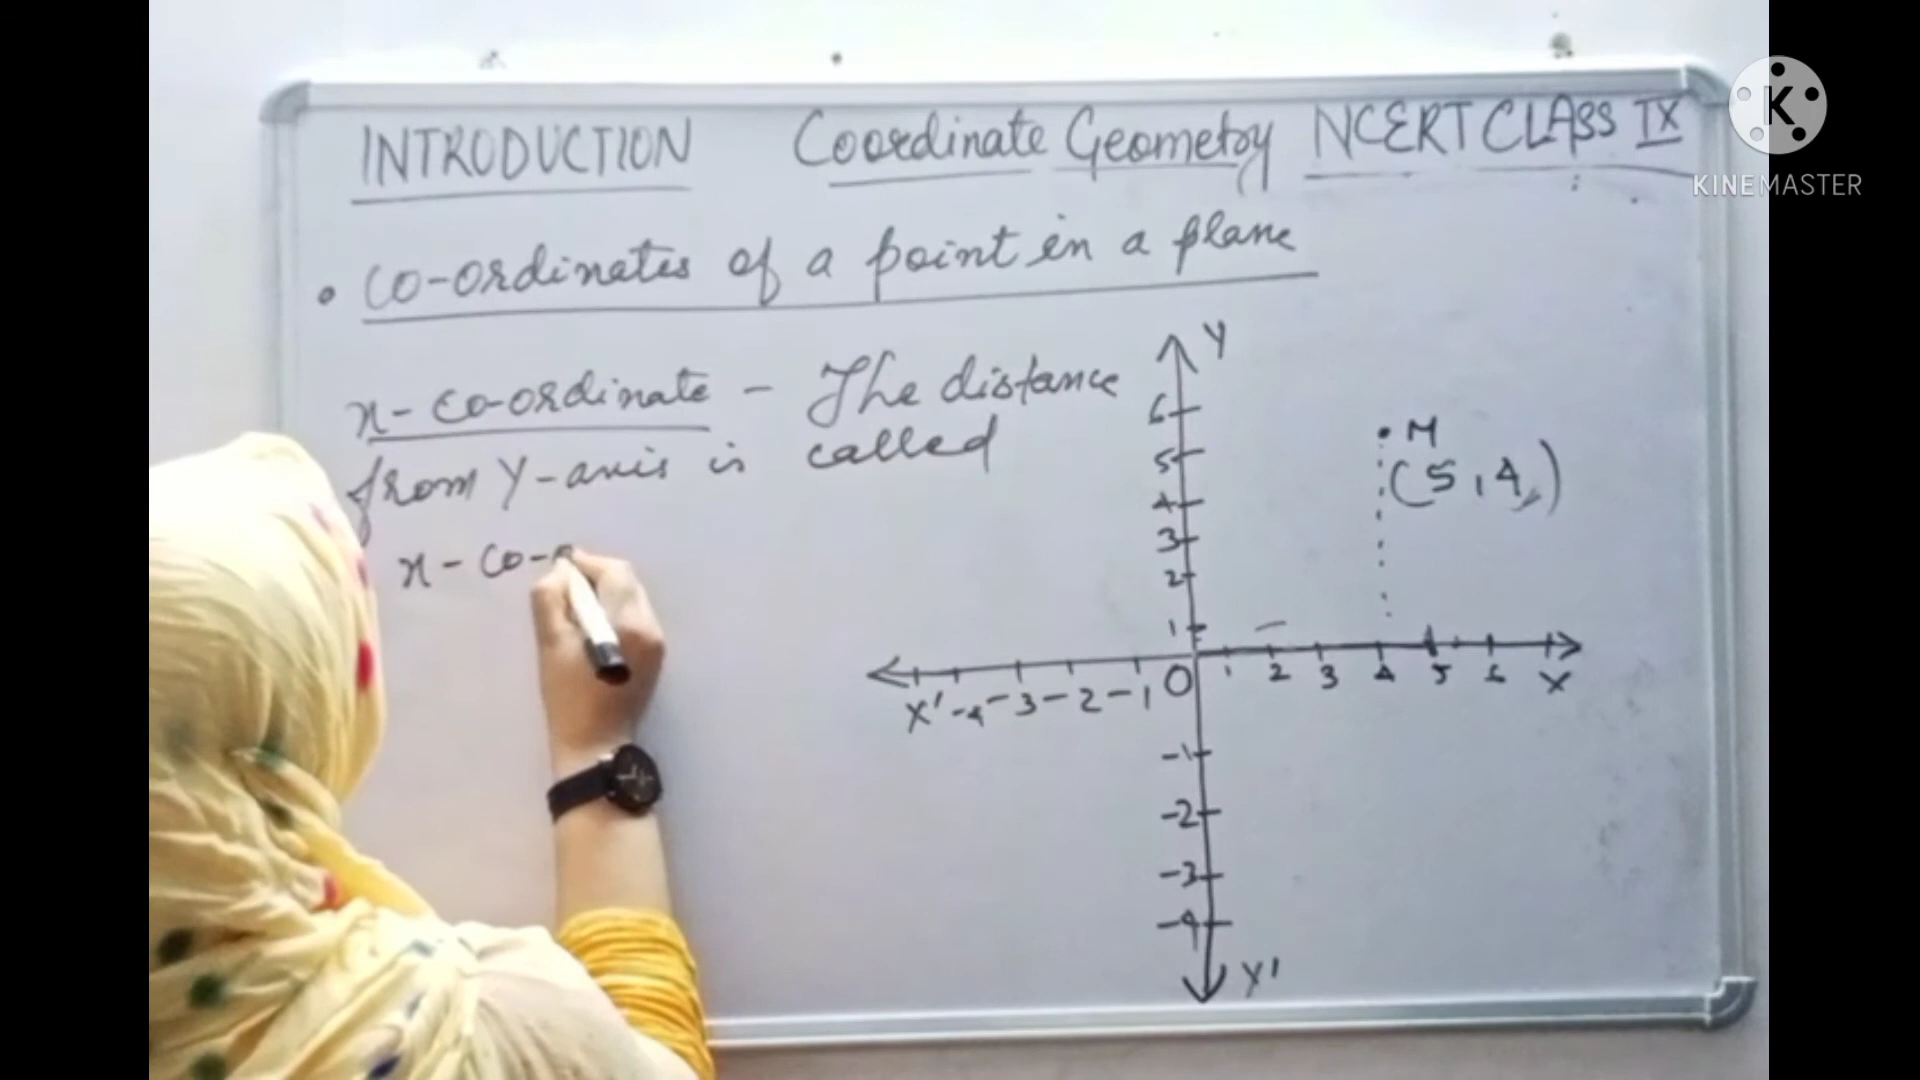 INTRODUCTION Coordinate Geometry NCERT CLASS IX
KINEMASTER
• Co-ordinates of a point in a plane
x-Co-ordinate - The distance
from Y-axis is called
x-Co-o
Y
6
5
4
3
2
1
M
(5,4)
X' -4 -3 -2 -1 O 1 2 3 4 5 6 X
-1
-2
-3
-4
Y'